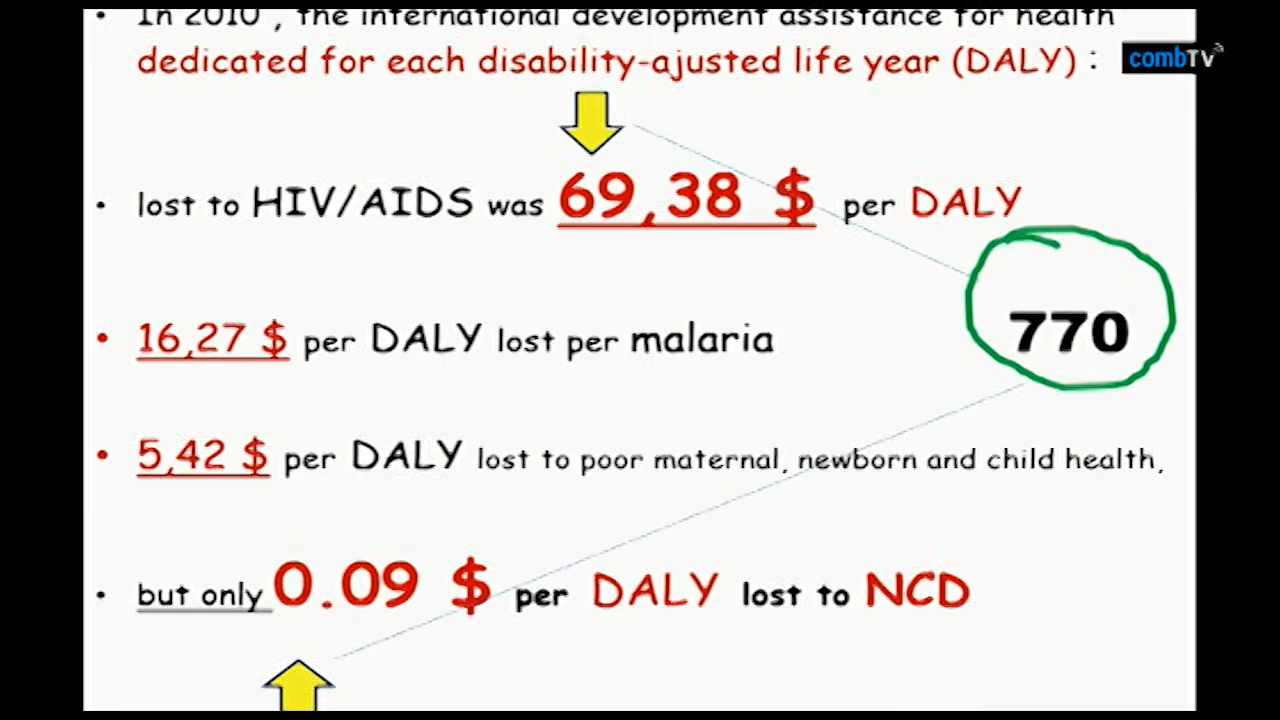 • In 2010 , the international development assistance for health
dedicated for each disability-ajusted life year (DALY) :
combTV
• lost to HIV/AIDS was 69,38 $ per DALY
770
• 16,27 $ per DALY lost per malaria
• 5,42 $ per DALY lost to poor maternal, newborn and child health,
• but only 0.09 $ per DALY lost to NCD